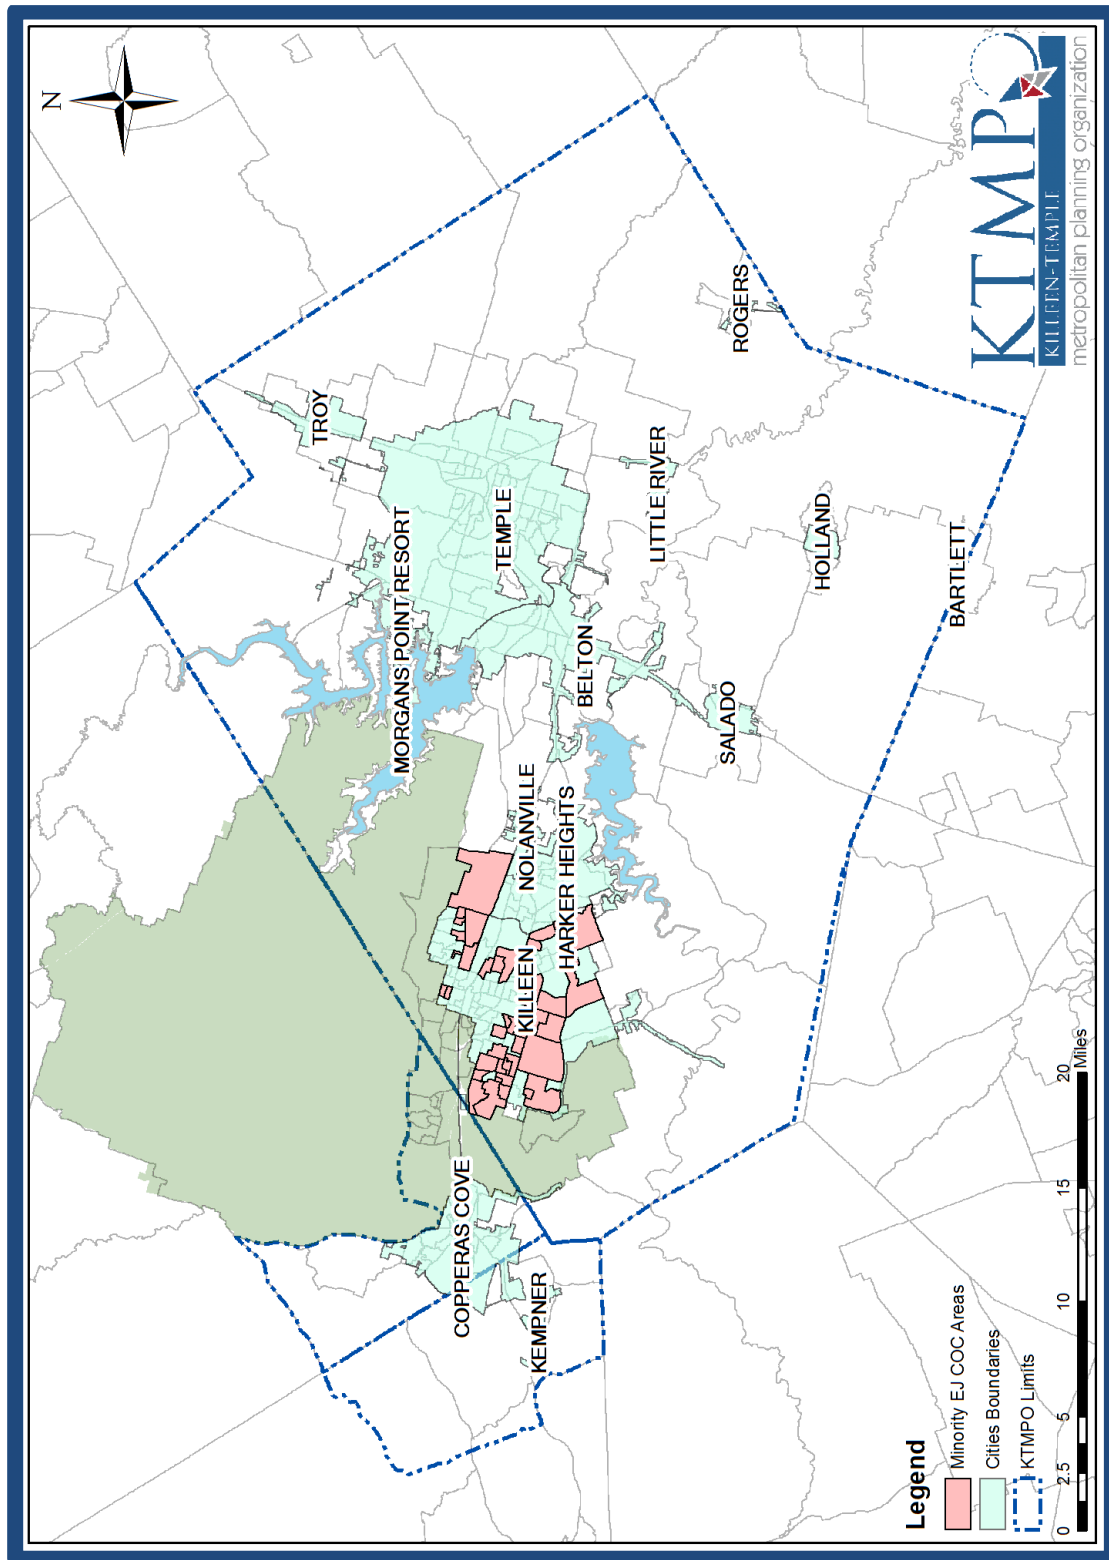 N
TROY
MORGANS POINT RESORT
TEMPLE
ROGERS
LITTLE RIVER
BELTON
NOLANVILLE
HARKER HEIGHTS
KILLEEN
SALADO
HOLLAND
BARTLETT
COPPERAS COVE
KEMPNER
Legend
Minority EJ COC Areas
Cities Boundaries
KTMPO Limits
0 2.5 5 10 15 20
Miles
KTMPO
KILLEEN-TEMPLE
metropolitan planning organization